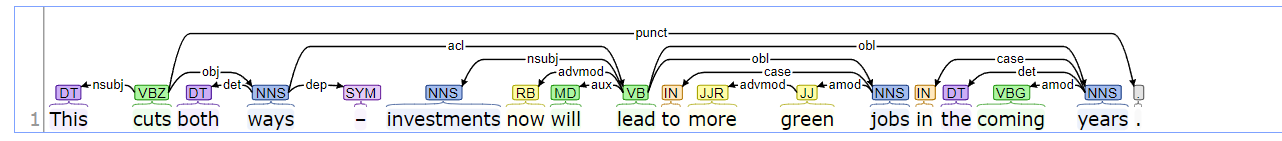 punct
acl obl
nsubj obl
obj advmod case case
nsubj det dep aux advmod amod det amod
DT VBZ DT NNS SYM NNS RB MD VB IN JJR JJ NNS IN DT VBG NNS .
1 This cuts both ways – investments now will lead to more green jobs in the coming years .